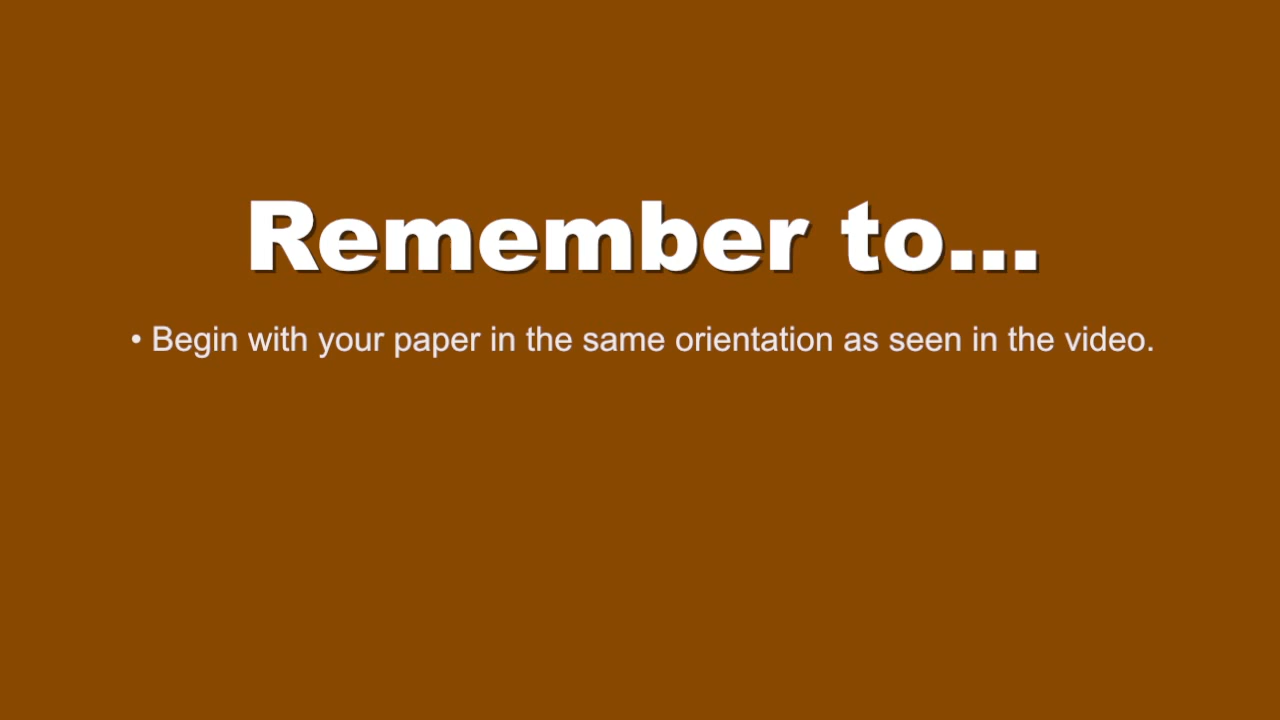 Remember to...
• Begin with your paper in the same orientation as seen in the video.